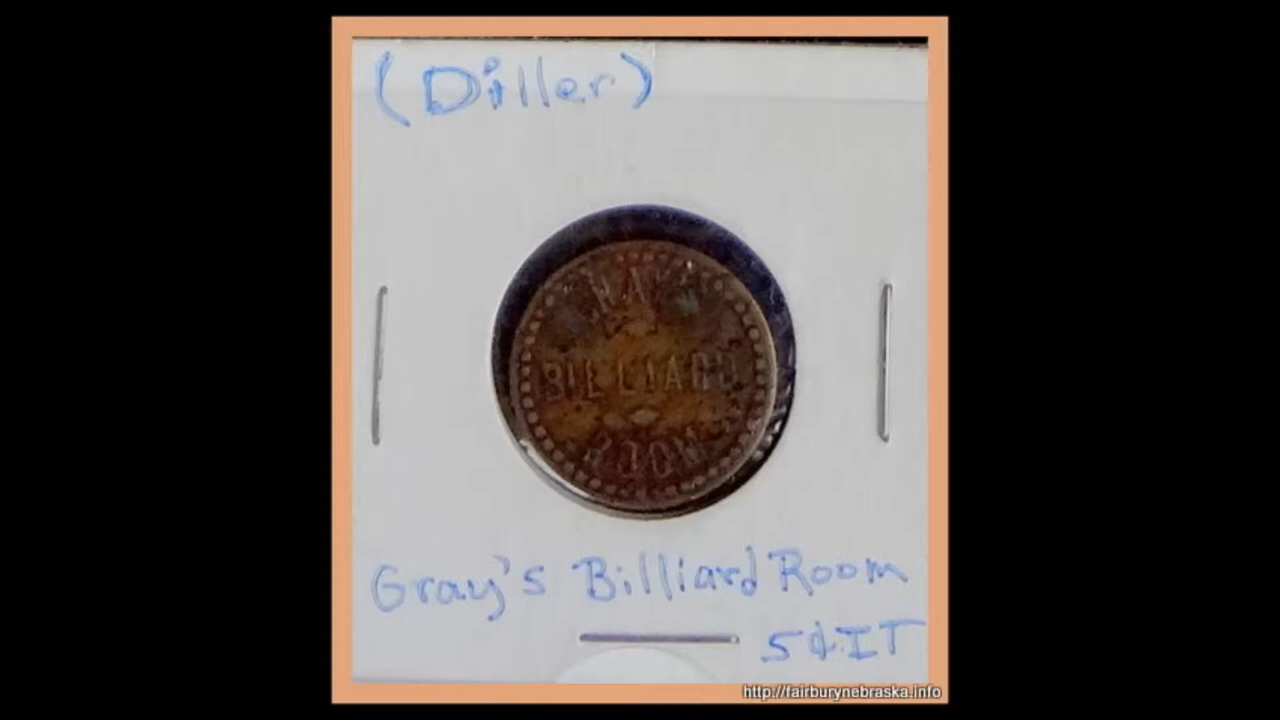 (Diller)
BILLIARD
ROOM
Gray's Billiard Room
5¢ IT
http://fairburynebraska.info